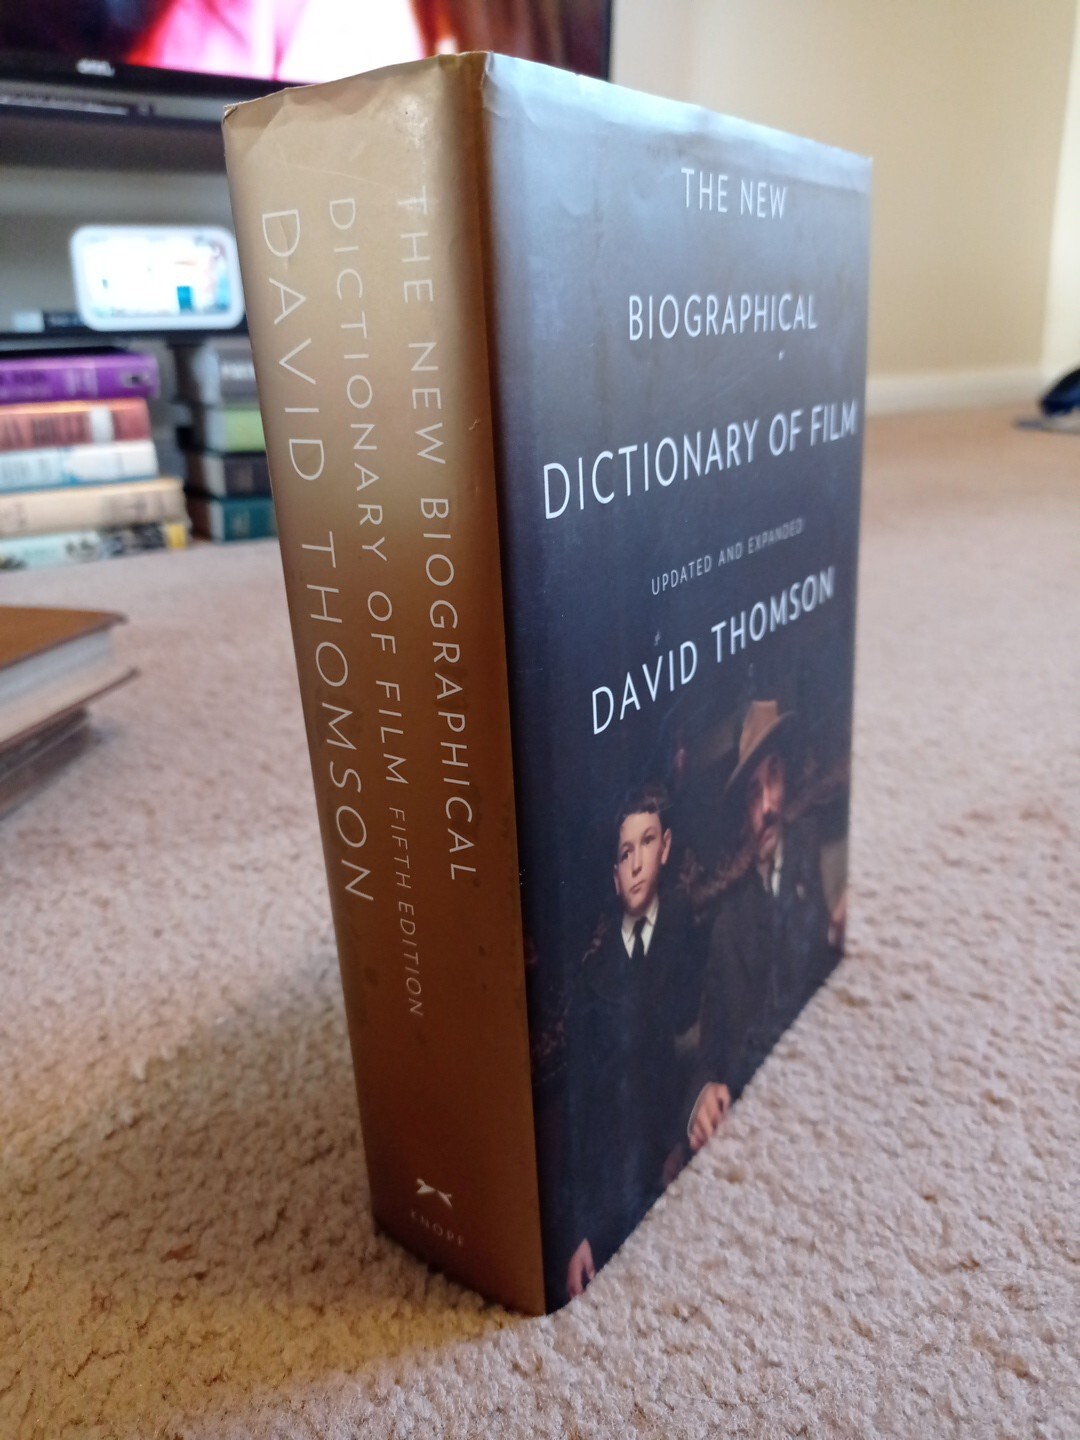 THE NEW BIOGRAPHICAL
DICTIONARY OF FILM FIFTH EDITION
DAVID THOMSON
KNOPF
THE NEW
BIOGRAPHICAL
DICTIONARY OF FILM
UPDATED AND EXPANDED
DAVID THOMSON